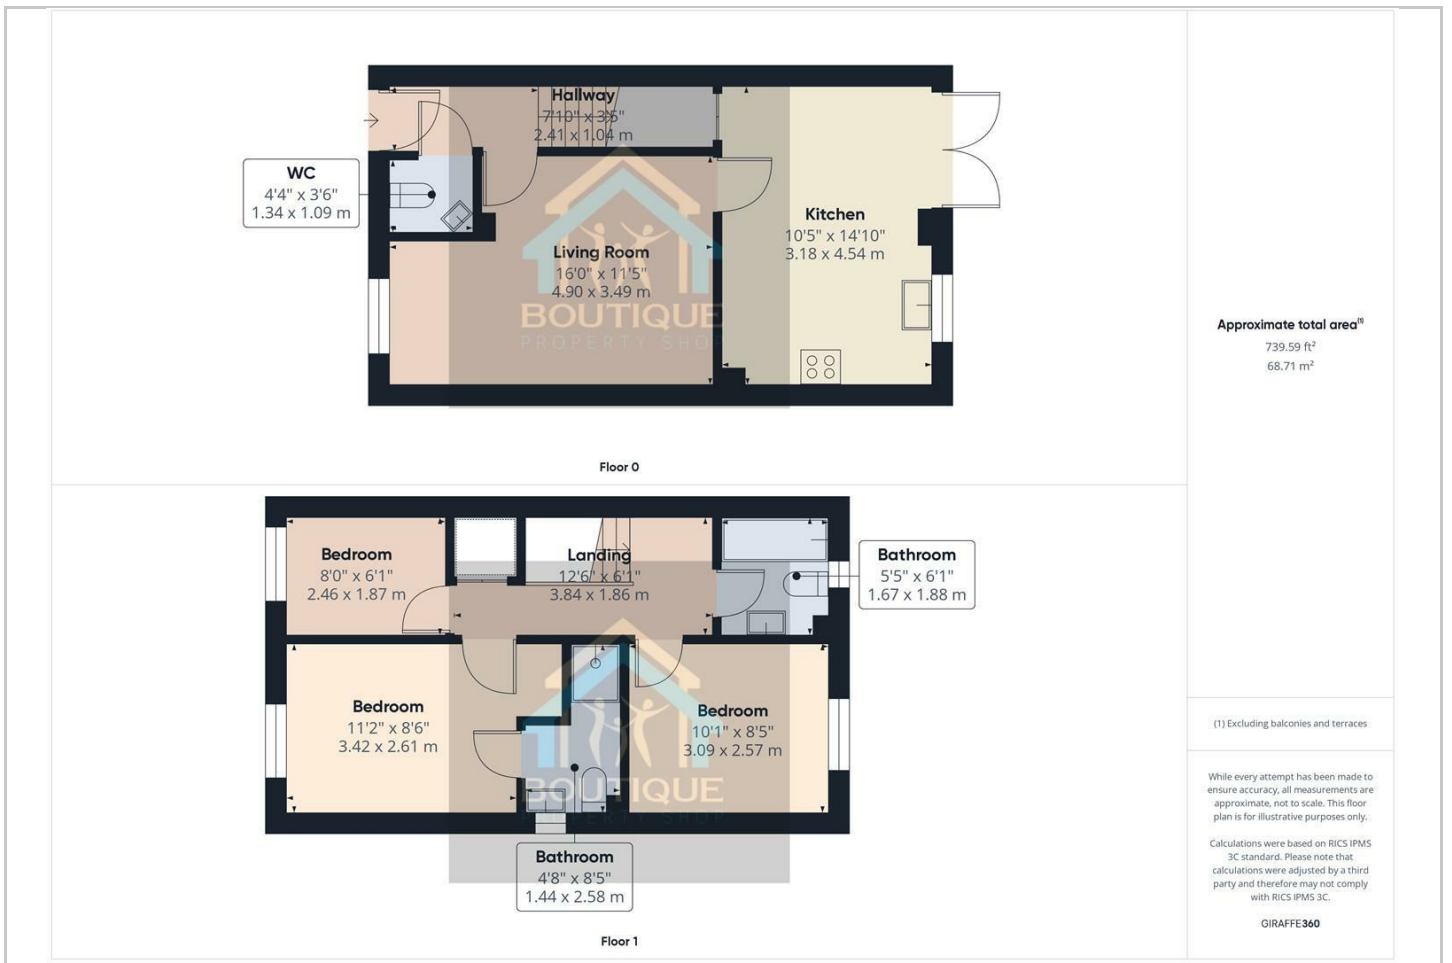 Hallway
7'10" x 3'5"
2.41 x 1.04 m
WC
4'4" x 3'6"
1.34 x 1.09 m
Kitchen
10'5" x 14'10"
3.18 x 4.54 m
Living Room
16'0" x 11'5"
4.90 x 3.49 m
BOUTIQUE
PROPERTY SHOP
Floor 0
Approximate total area(1)
739.59 ft²
68.71 m²
Bedroom
8'0" x 6'1"
2.46 x 1.87 m
Landing
12'6" x 6'1"
3.84 x 1.86 m
Bathroom
5'5" x 6'1"
1.67 x 1.88 m
Bedroom
11'2" x 8'6"
3.42 x 2.61 m
Bedroom
10'1" x 8'5"
3.09 x 2.57 m
BOUTIQUE
PROPERTY SHOP
Bathroom
4'8" x 8'5"
1.44 x 2.58 m
Floor 1
(1) Excluding balconies and terraces
While every attempt has been made to
ensure accuracy, all measurements are
approximate, not to scale. This floor
plan is for illustrative purposes only.
Calculations were based on RICS IPMS
3C standard. Please note that
calculations were adjusted by a third
party and therefore may not comply
with RICS IPMS 3C.
GIRAFFE360